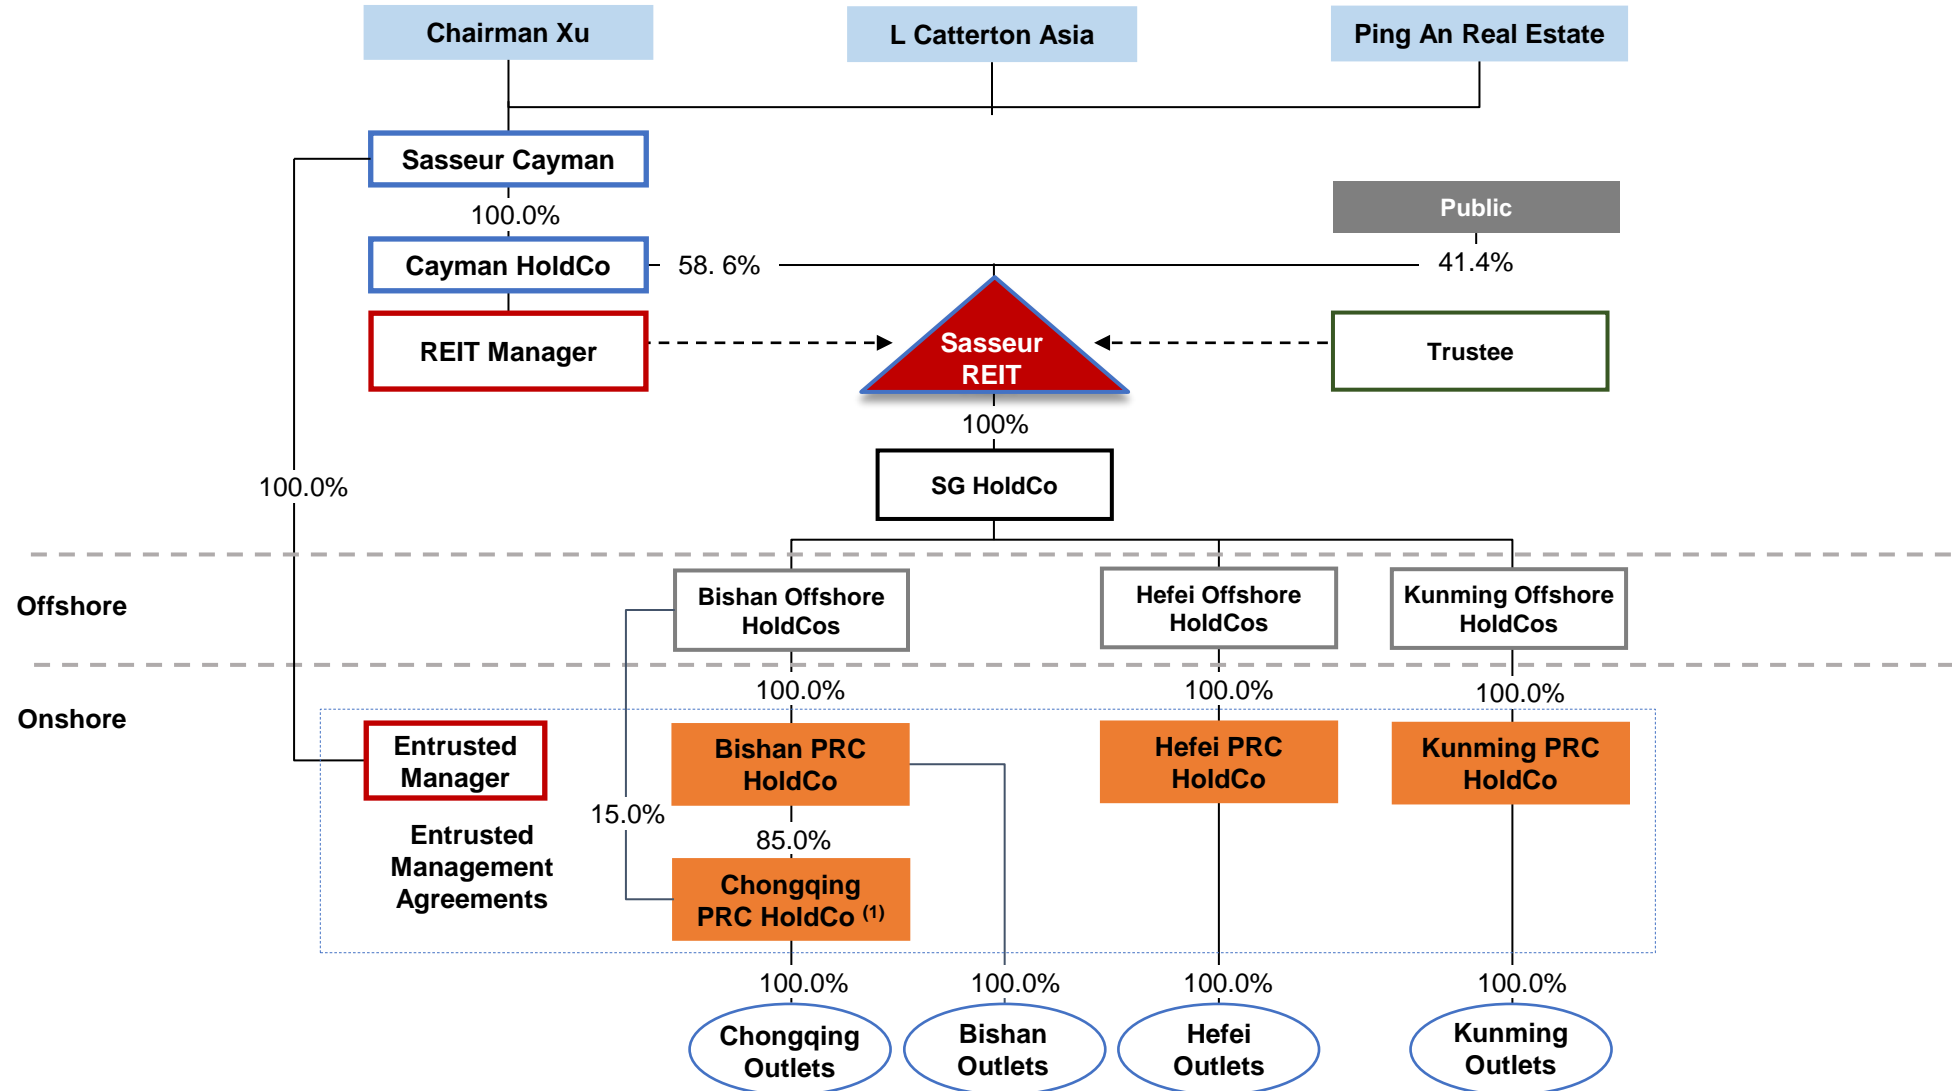 Chairman Xu
L Catterton Asia
Ping An Real Estate
Sasseur Cayman
100.0%
Public
Cayman HoldCo
58. 6%
41.4%
REIT Manager
Sasseur
REIT
Trustee
100%
SG HoldCo
100.0%
Offshore
Bishan Offshore
HoldCos
Hefei Offshore
HoldCos
Kunming Offshore
HoldCos
Onshore
100.0%
100.0%
100.0%
Entrusted
Manager
Bishan PRC
HoldCo
Hefei PRC
HoldCo
Kunming PRC
HoldCo
15.0%
85.0%
Entrusted
Management
Agreements
Chongqing
PRC HoldCo (1)
100.0%
100.0%
100.0%
100.0%
Chongqing
Outlets
Bishan
Outlets
Hefei
Outlets
Kunming
Outlets